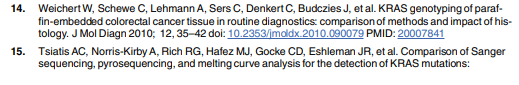 14. Weichert W, Schewe C, Lehmann A, Sers C, Denkert C, Budczies J, et al. KRAS genotyping of paraf-
fin-embedded colorectal cancer tissue in routine diagnostics: comparison of methods and impact of his-
tology. J Mol Diagn 2010; 12, 35–42 doi: 10.2353/jmoldx.2010.090079 PMID: 20007841
15. Tsiatis AC, Norris-Kirby A, Rich RG, Hafez MJ, Gocke CD, Eshleman JR, et al. Comparison of Sanger
sequencing, pyrosequencing, and melting curve analysis for the detection of KRAS mutations: